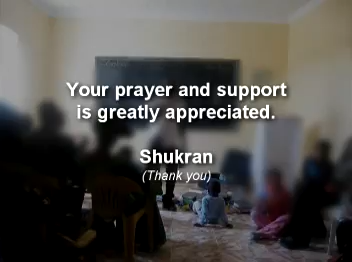 Your prayer and support
is greatly appreciated.
Shukran
(Thank you)